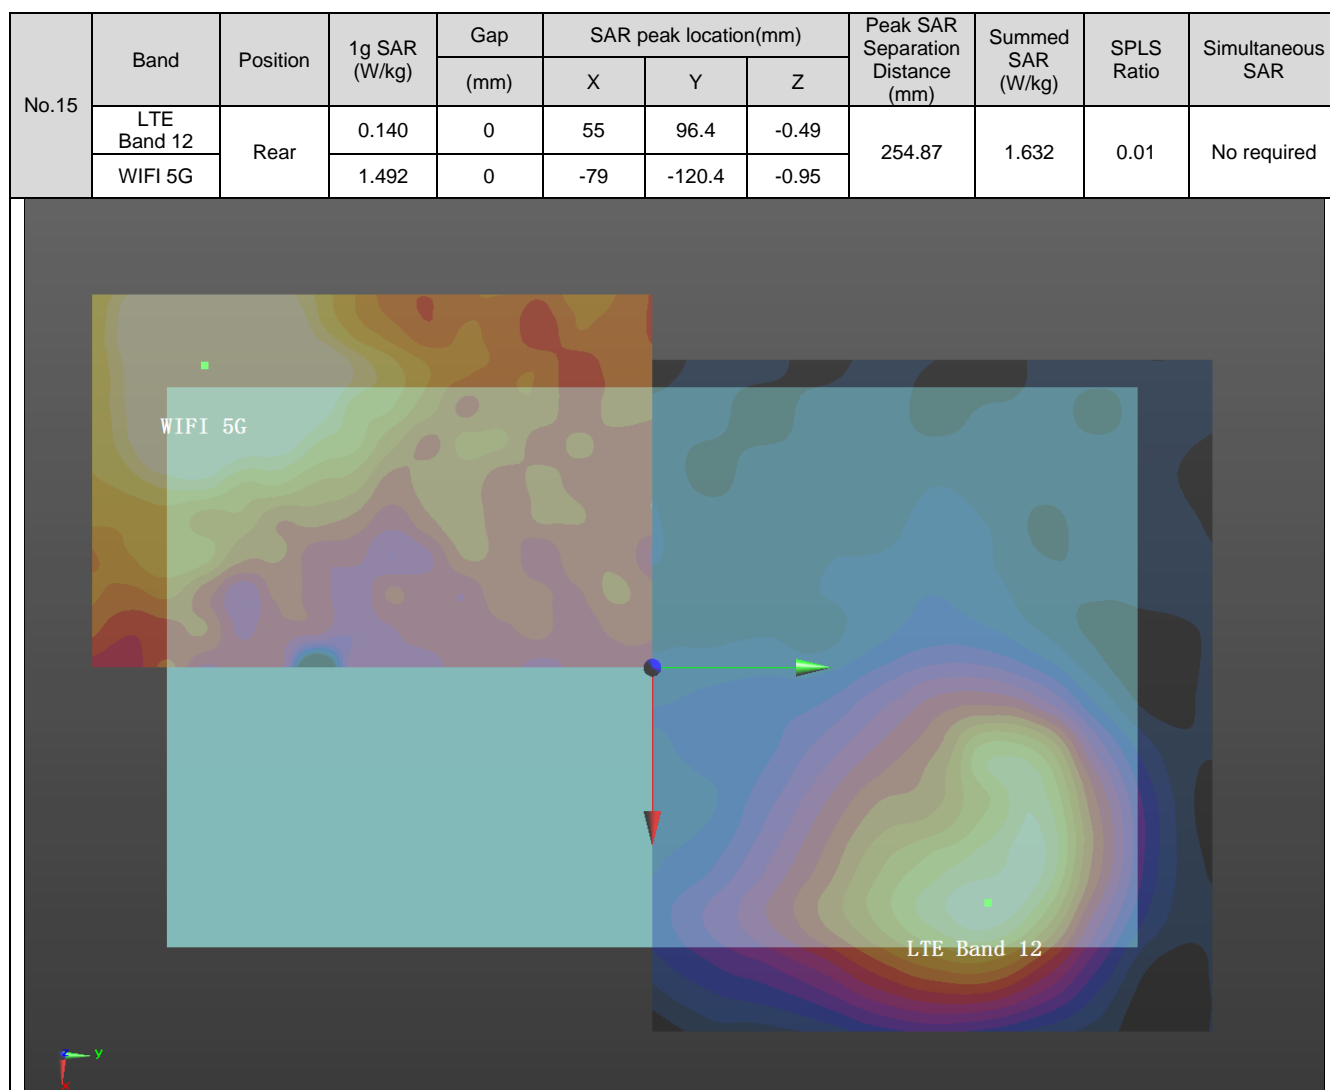 No.15
Band
Position
1g SAR
(W/kg)
Gap
(mm)
SAR peak location(mm)
X
Y
Z
Peak SAR
Separation
Distance
(mm)
Summed
SAR
(W/kg)
SPLS
Ratio
Simultaneous
SAR
LTE
Band 12
Rear
0.140
0
55
96.4
-0.49
254.87
1.632
0.01
No required
WIFI 5G
1.492
0
-79
-120.4
-0.95
WIFI 5G
LTE Band 12
Z
Y
X